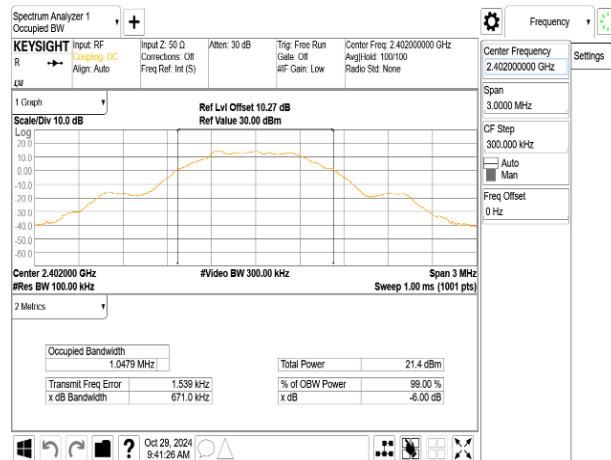 Spectrum Analyzer 1
Occupied BW
Frequency
KEYSIGHT
R
Input: RF
Coupling: DC
Align: Auto
Input Z: 50 Ω
Corrections: Off
Freq Ref: Int (S)
Atten: 30 dB
Trig: Free Run
Gate: Off
#IF Gain: Low
Center Freq: 2.402000000 GHz
Avg|Hold: 100/100
Radio Std: None
Center Frequency
2.402000000 GHz
Settings
Span
3.0000 MHz
CF Step
300.000 kHz
Auto
Man
Freq Offset
0 Hz
1 Graph
Scale/Div 10.0 dB
Ref Lvl Offset 10.27 dB
Ref Value 30.00 dBm
Log
20.0
10.0
0.00
-10.0
-20.0
-30.0
-40.0
-50.0
-60.0
Center 2.402000 GHz
#Video BW 300.00 kHz
Span 3 MHz
#Res BW 100.00 kHz
Sweep 1.00 ms (1001 pts)
2 Metrics
Occupied Bandwidth
1.0479 MHz
Total Power
21.4 dBm
Transmit Freq Error
1.539 kHz
% of OBW Power
99.00 %
x dB Bandwidth
671.0 kHz
x dB
-6.00 dB
?
Oct 29, 2024
9:41:26 AM